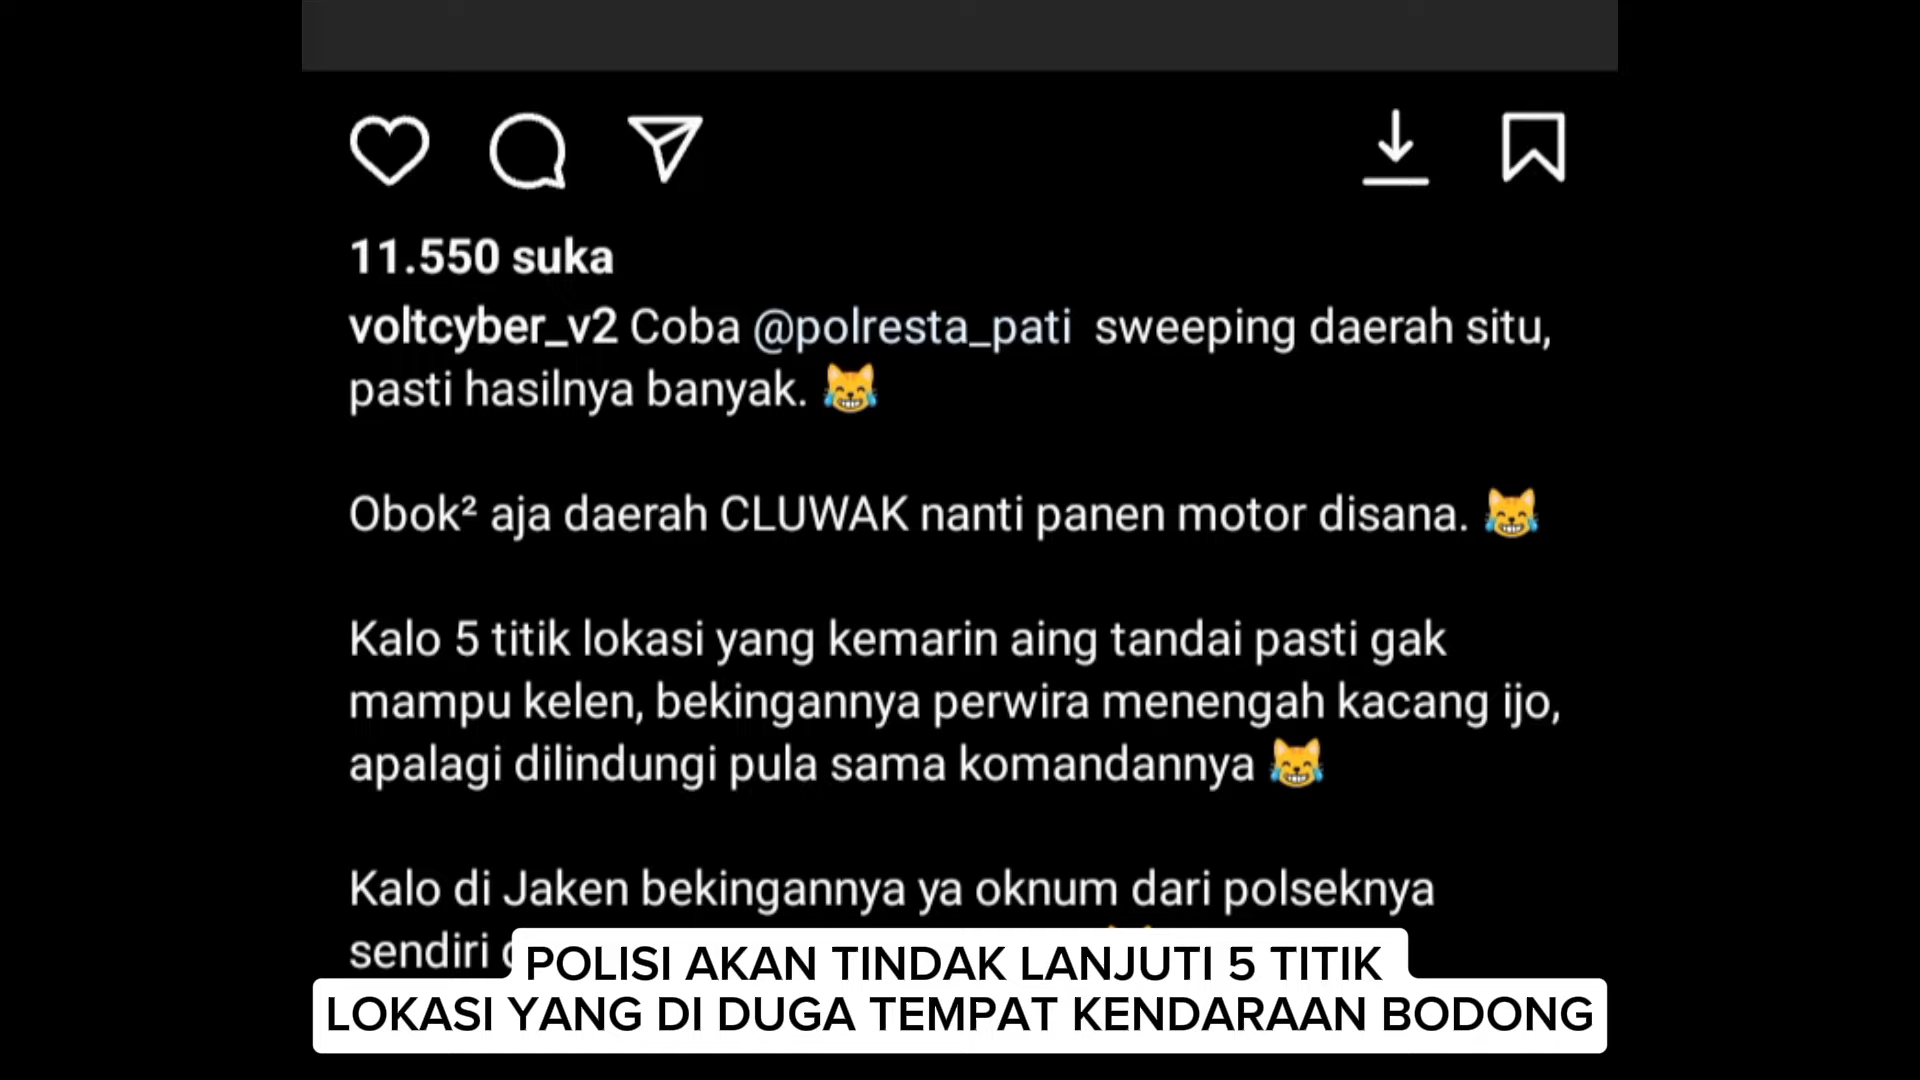 11.550 suka
voltcyber_v2 Coba @polresta_pati sweeping daerah situ,
pasti hasilnya banyak. 😹
Obok² aja daerah CLUWAK nanti panen motor disana. 😹
Kalo 5 titik lokasi yang kemarin aing tandai pasti gak
mampu kelen, bekingannya perwira menengah kacang ijo,
apalagi dilindungi pula sama komandannya 😹
Kalo di Jaken bekingannya ya oknum dari polseknya
sendiri
POLISI AKAN TINDAK LANJUTI 5 TITIK
LOKASI YANG DI DUGA TEMPAT KENDARAAN BODONG